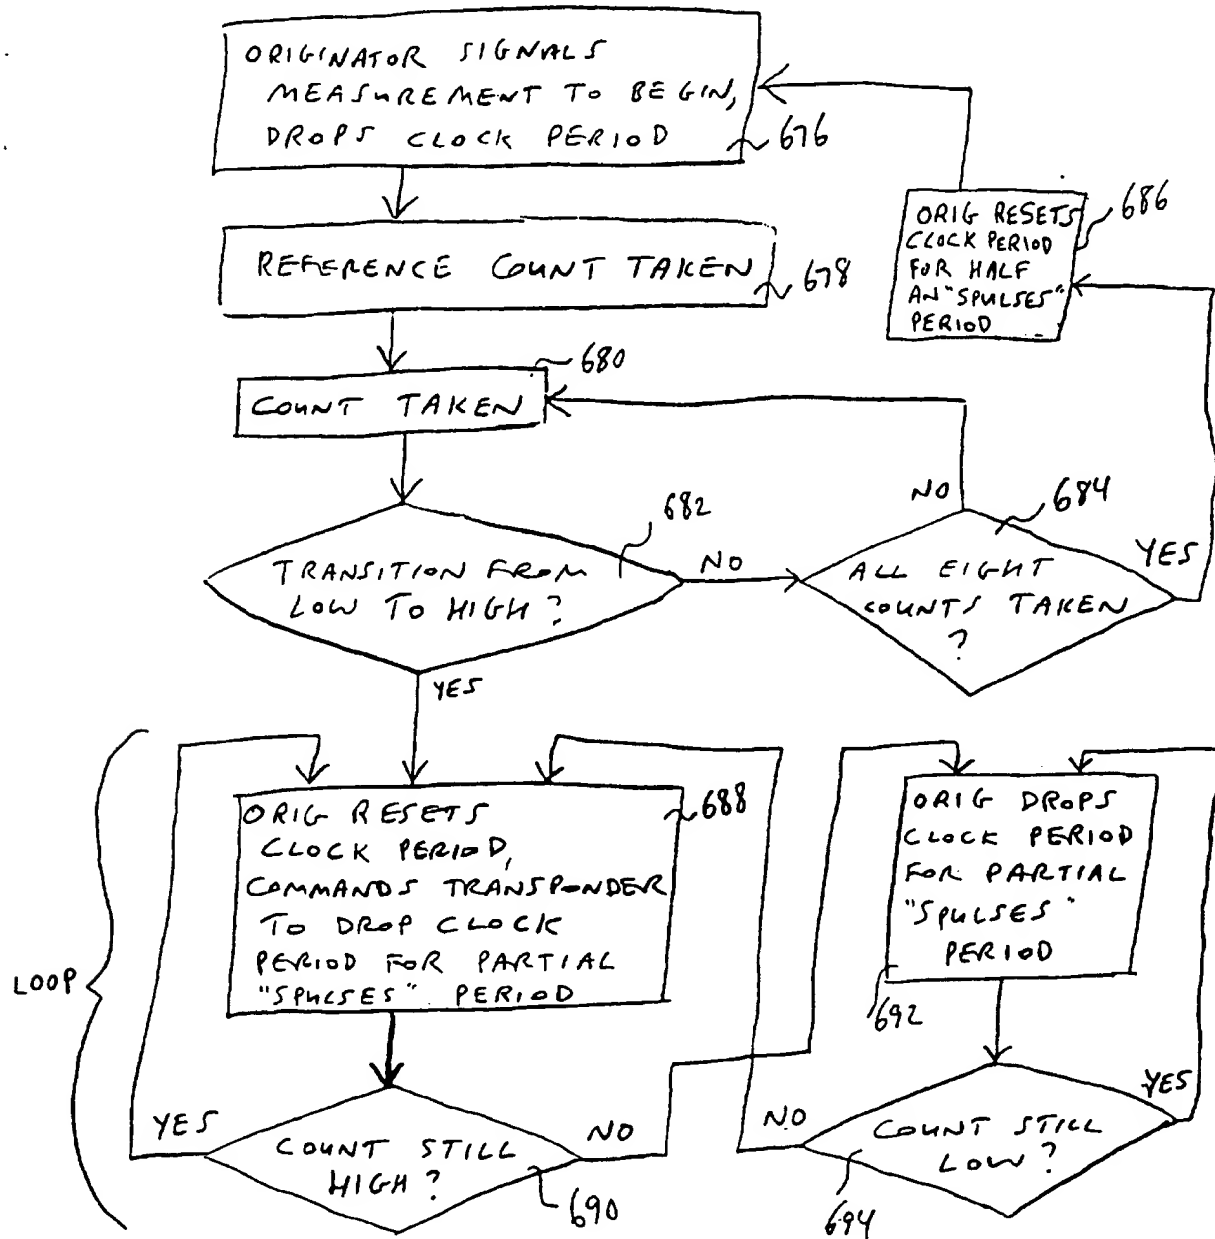 ORIGINATOR SIGNALS
MEASUREMENT TO BEGIN,
DROPS CLOCK PERIOD
676
REFERENCE COUNT TAKEN
678
ORIG RESETS
CLOCK PERIOD
FOR HALF
AN "SPULSES"
PERIOD
686
680
COUNT TAKEN
682
TRANSITION FROM
LOW TO HIGH?
NO
YES
NO
684
ALL EIGHT
COUNTS TAKEN
?
YES
LOOP
ORIG RESETS
CLOCK PERIOD,
COMMANDS TRANSPONDER
TO DROP CLOCK
PERIOD FOR PARTIAL
"SPULSES" PERIOD
688
ORIG DROPS
CLOCK PERIOD
FOR PARTIAL
"SPULSES"
PERIOD
692
YES
COUNT STILL
HIGH?
NO
690
NO
COUNT STILL
LOW?
YES
694